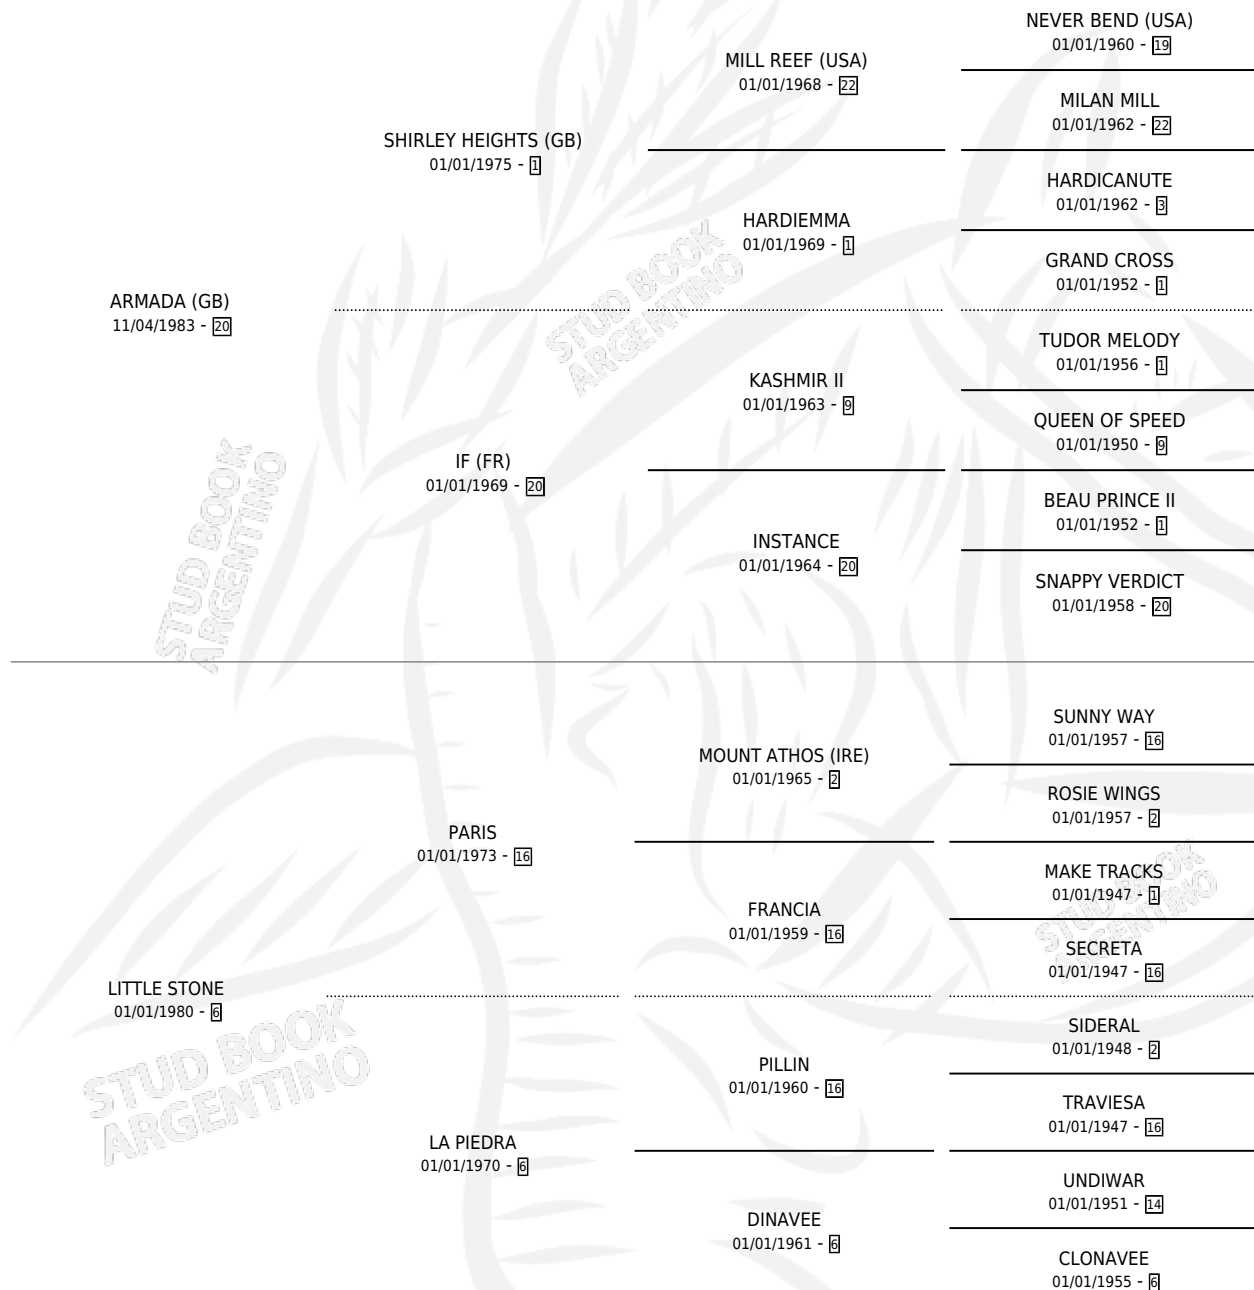 NEVER BEND (USA)
01/01/1960 - 19
MILL REEF (USA)
01/01/1968 - 22
MILAN MILL
01/01/1962 - 22
SHIRLEY HEIGHTS (GB)
01/01/1975 - 1
HARDICANUTE
01/01/1962 - 3
HARDIEMMA
01/01/1969 - 1
GRAND CROSS
01/01/1952 - 1
ARMADA (GB)
11/04/1983 - 20
TUDOR MELODY
01/01/1956 - 1
KASHMIR II
01/01/1963 - 9
QUEEN OF SPEED
01/01/1950 - 9
IF (FR)
01/01/1969 - 20
BEAU PRINCE II
01/01/1952 - 1
INSTANCE
01/01/1964 - 20
SNAPPY VERDICT
01/01/1958 - 20
SUNNY WAY
01/01/1957 - 16
MOUNT ATHOS (IRE)
01/01/1965 - 2
ROSIE WINGS
01/01/1957 - 2
PARIS
01/01/1973 - 16
MAKE TRACKS
01/01/1947 - 1
FRANCIA
01/01/1959 - 16
SECRETA
01/01/1947 - 16
LITTLE STONE
01/01/1980 - 6
SIDERAL
01/01/1948 - 2
PILLIN
01/01/1960 - 16
TRAVIESA
01/01/1947 - 16
LA PIEDRA
01/01/1970 - 6
UNDIWAR
01/01/1951 - 14
DINAVEE
01/01/1961 - 6
CLONAVEE
01/01/1955 - 6
STUD BOOK
ARGENTINO
STUD BOOK
ARGENTINO
STUD BOOK
ARGENTINO
STUD BOOK
ARGENTINO